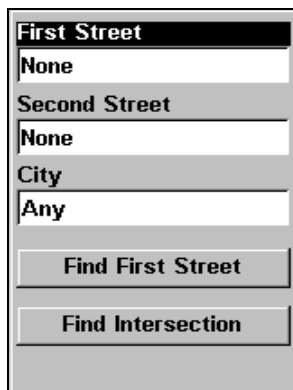 First Street
None
Second Street
None
City
Any
Find First Street
Find Intersection